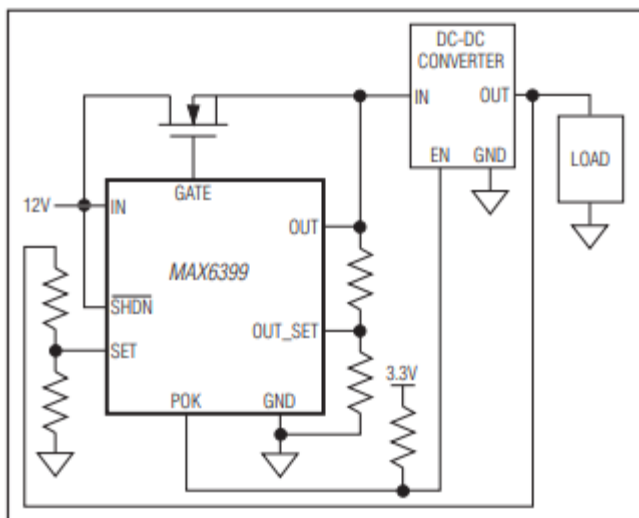 DC-DC
CONVERTER
IN
OUT
EN
GND
LOAD
GATE
12V
IN
OUT
MAX6399
SHDN
OUT_SET
SET
3.3V
POK
GND